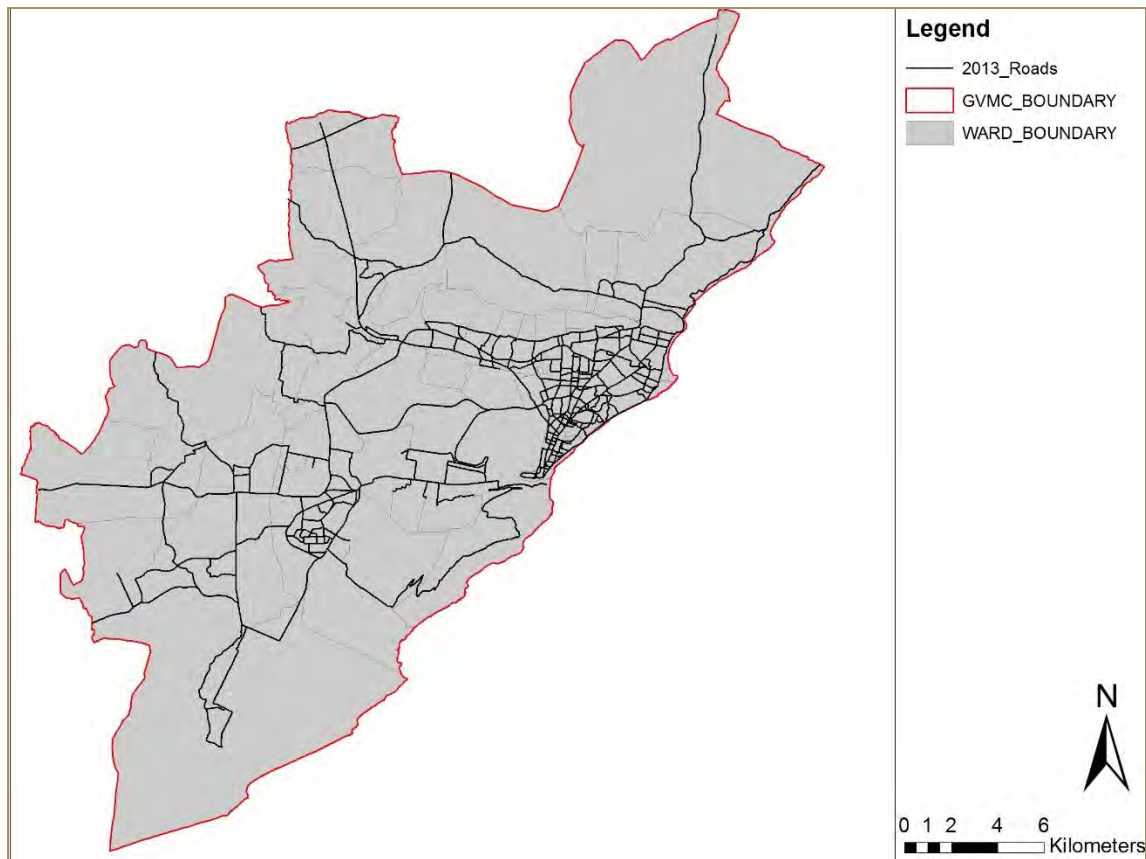 Legend
2013_Roads
GVMC_BOUNDARY
WARD_BOUNDARY
N
0 1 2 4 6
Kilometers